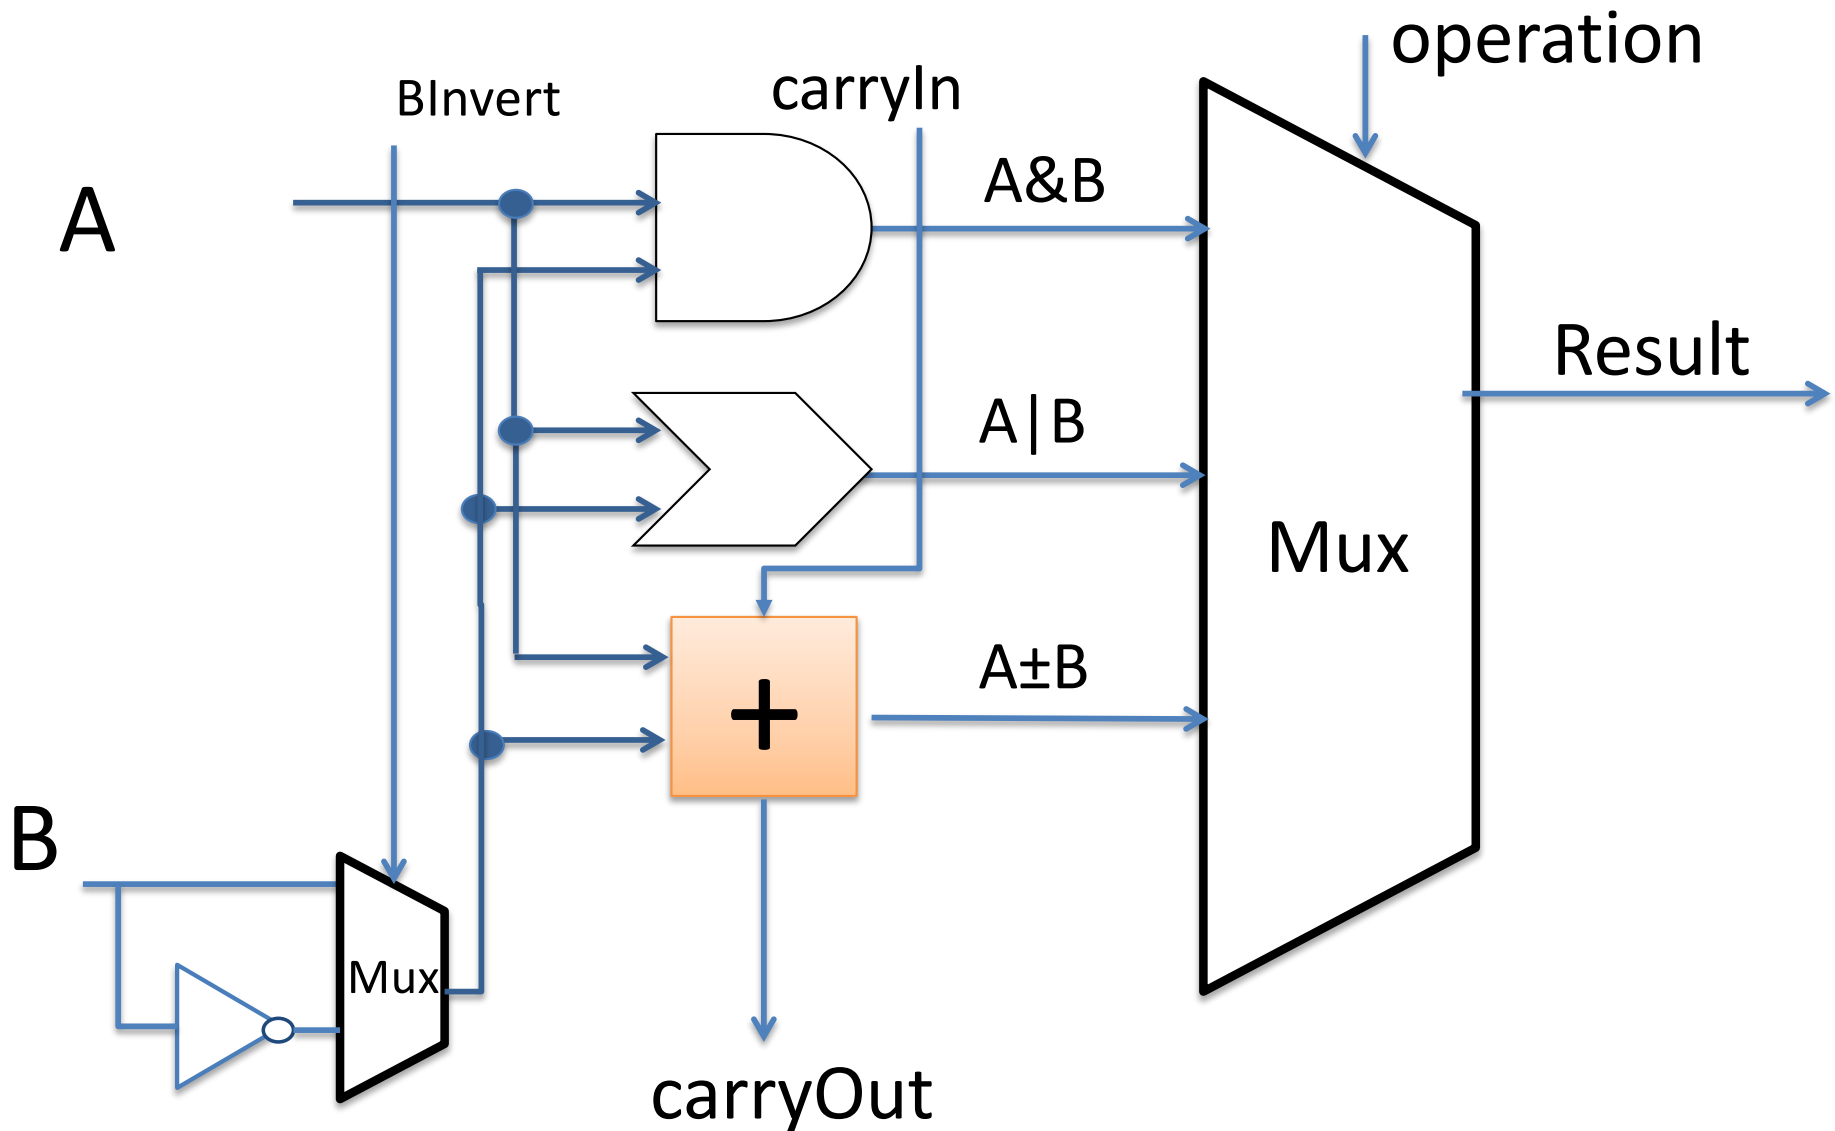 operation
BInvert
carryIn
A&B
A
Result
A|B
Mux
A±B
+
B
Mux
carryOut